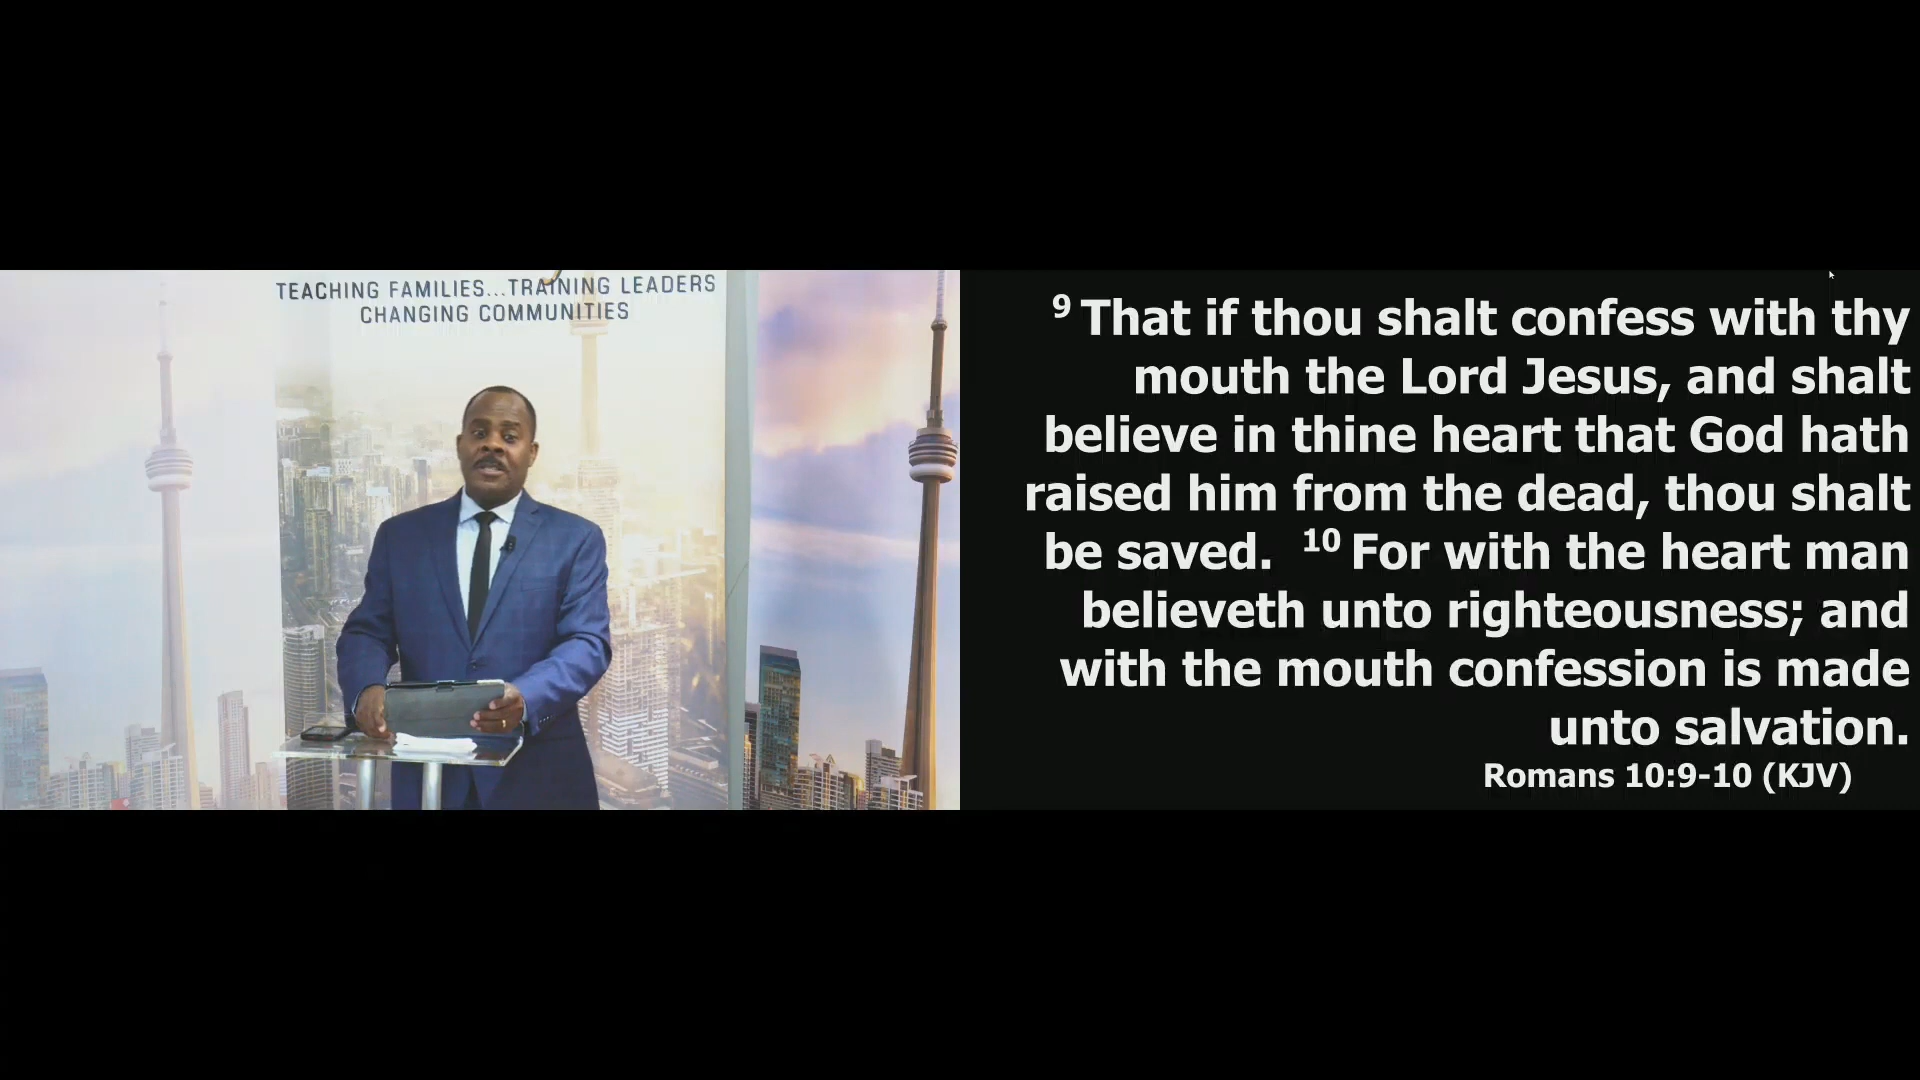 TEACHING FAMILIES...TRAINING LEADERS
CHANGING COMMUNITIES
9 That if thou shalt confess with thy
mouth the Lord Jesus, and shalt
believe in thine heart that God hath
raised him from the dead, thou shalt
be saved. 10 For with the heart man
believeth unto righteousness; and
with the mouth confession is made
unto salvation.
Romans 10:9-10 (KJV)